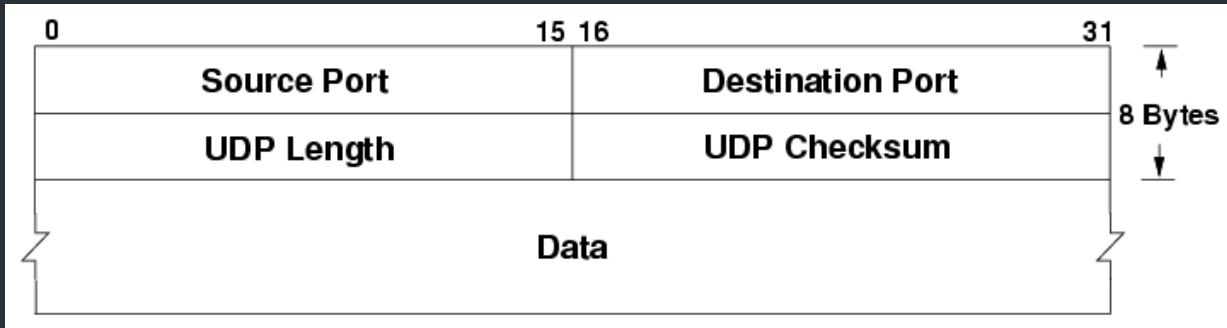 0 15 16 31
Source Port Destination Port
8 Bytes
UDP Length UDP Checksum
Data